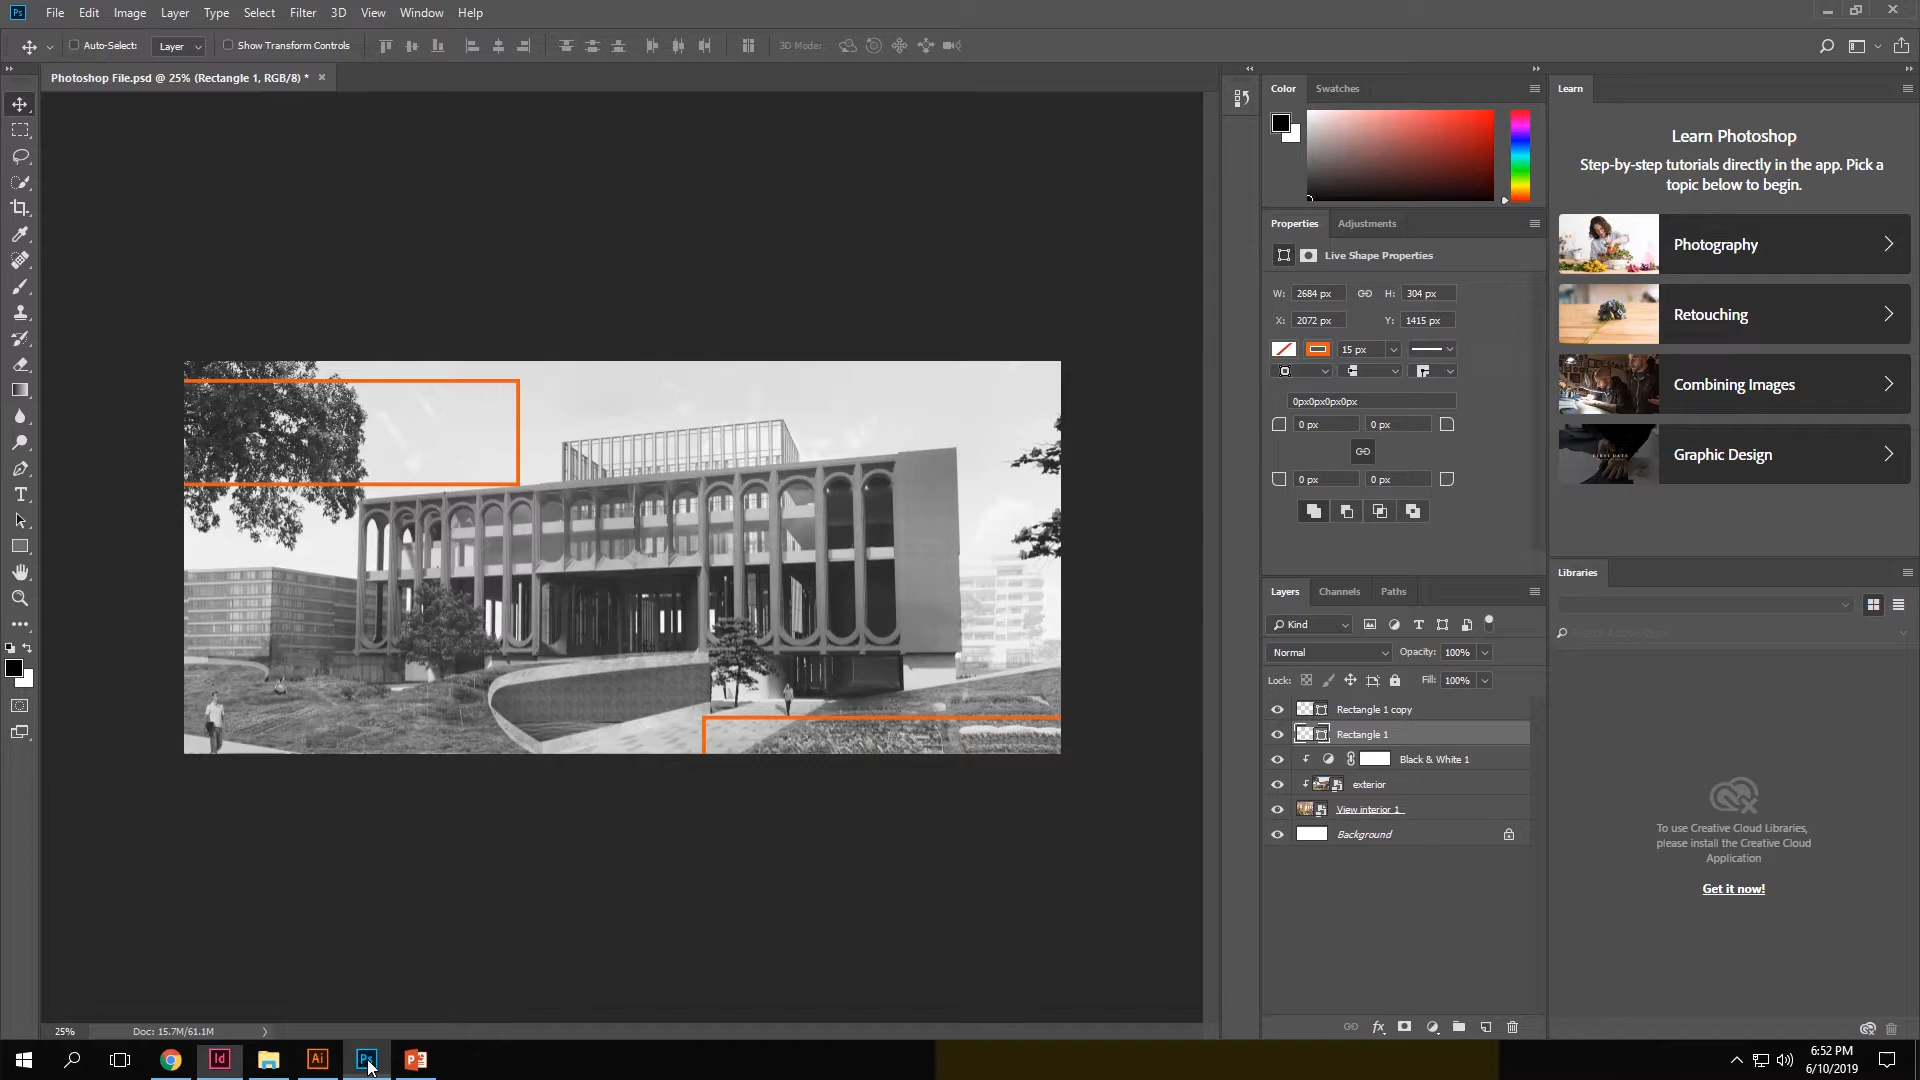 Ps File Edit Image Layer Type Select Filter 3D View Window Help
Auto-Select: Layer Show Transform Controls 3D Mode:
Photoshop File.psd @ 25% (Rectangle 1, RGB/8) *
Color Swatches
Properties Adjustments
Live Shape Properties
W: 2684 px H: 304 px
X: 2072 px Y: 1415 px
15 px
0px0px0px0px
0 px 0 px
0 px 0 px
Layers Channels Paths
Kind
Normal Opacity: 100%
Lock: Fill: 100%
Rectangle 1 copy
Rectangle 1
Black & White 1
exterior
View interior 1
Background
Learn
Learn Photoshop
Step-by-step tutorials directly in the app. Pick a
topic below to begin.
Photography
Retouching
Combining Images
Graphic Design
Libraries
To use Creative Cloud Libraries,
please install the Creative Cloud
Application
Get it now!
25% Doc: 15.7M/61.1M
Id Ai Ps
6:52 PM
6/10/2019